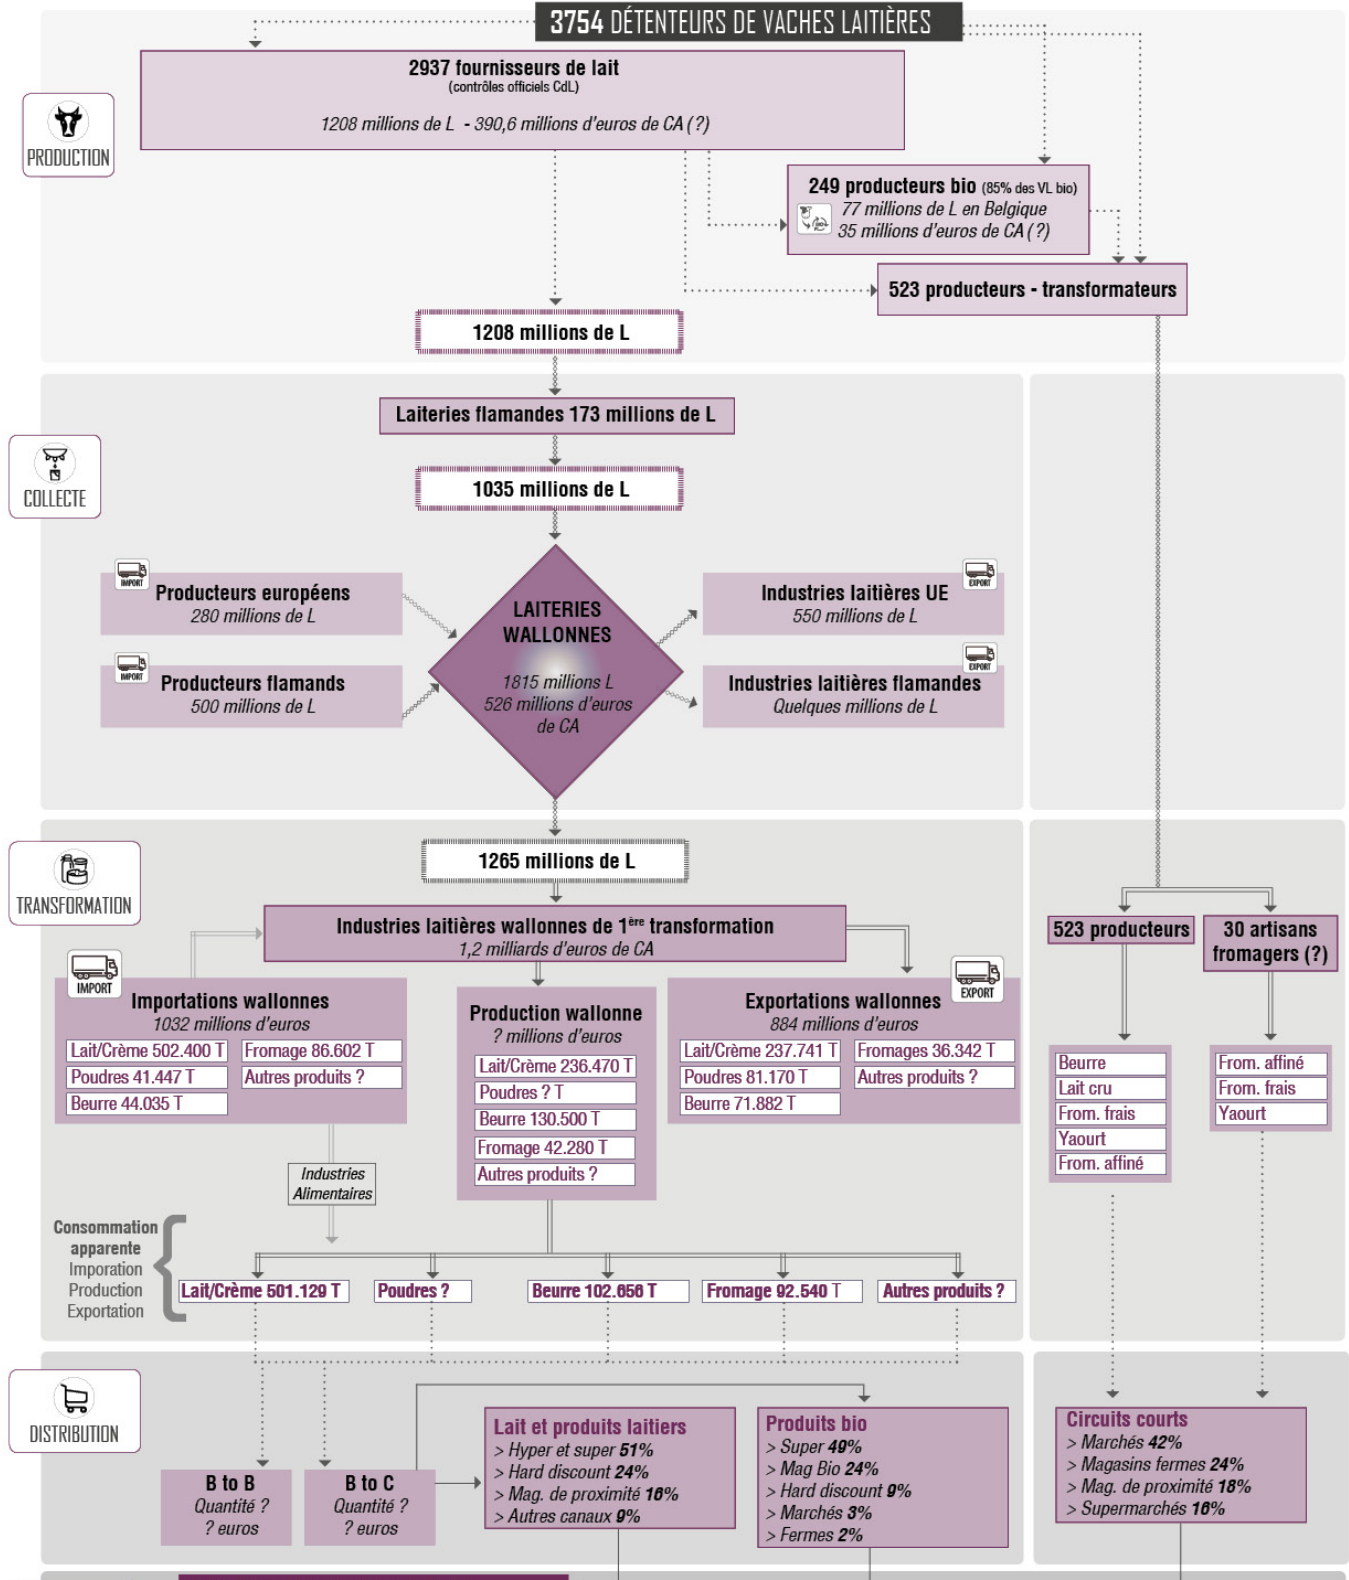 3754 DÉTENTEURS DE VACHES LAITIÈRES
2937 fournisseurs de lait
(contrôles officiels CdL)
1208 millions de L - 390,6 millions d'euros de CA (?)
PRODUCTION
249 producteurs bio (85% des VL bio)
77 millions de L en Belgique
35 millions d'euros de CA (?)
523 producteurs - transformateurs
1208 millions de L
Laiteries flamandes 173 millions de L
1035 millions de L
COLLECTE
IMPORT
Producteurs européens
280 millions de L
IMPORT
Producteurs flamands
500 millions de L
LAITERIES
WALLONNES
1815 millions L
526 millions d'euros
de CA
EXPORT
Industries laitières UE
550 millions de L
EXPORT
Industries laitières flamandes
Quelques millions de L
1265 millions de L
TRANSFORMATION
Industries laitières wallonnes de 1ère transformation
1,2 milliards d'euros de CA
IMPORT
Importations wallonnes
1032 millions d'euros
Lait/Crème 502.400 T
Fromage 86.602 T
Poudres 41.447 T
Autres produits ?
Beurre 44.035 T
Production wallonne
? millions d'euros
Lait/Crème 236.470 T
Poudres ? T
Beurre 130.500 T
Fromage 42.280 T
Autres produits ?
EXPORT
Exportations wallonnes
884 millions d'euros
Lait/Crème 237.741 T
Fromages 36.342 T
Poudres 81.170 T
Autres produits ?
Beurre 71.882 T
523 producteurs
Beurre
Lait cru
From. frais
Yaourt
From. affiné
30 artisans
fromagers (?)
From. affiné
From. frais
Yaourt
Industries
Alimentaires
Consommation
apparente
Imporation
Production
Exportation
Lait/Crème 501.129 T
Poudres ?
Beurre 102.656 T
Fromage 92.540 T
Autres produits ?
DISTRIBUTION
B to B
Quantité ?
? euros
B to C
Quantité ?
? euros
Lait et produits laitiers
> Hyper et super 51%
> Hard discount 24%
> Mag. de proximité 16%
> Autres canaux 9%
Produits bio
> Super 49%
> Mag Bio 24%
> Hard discount 9%
> Marchés 3%
> Fermes 2%
Circuits courts
> Marchés 42%
> Magasins fermes 24%
> Mag. de proximité 18%
> Supermarchés 16%